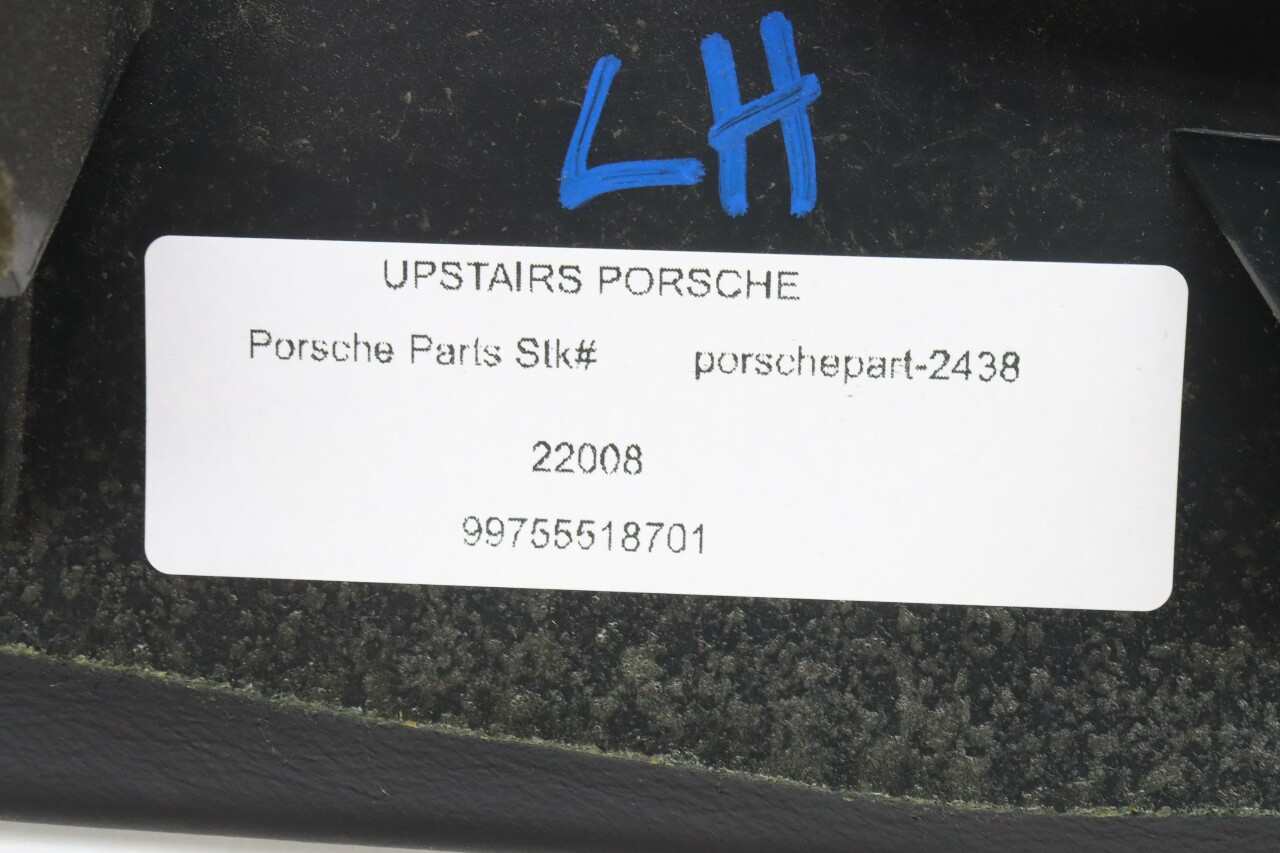 LH
UPSTAIRS PORSCHE
Porsche Parts Stk# porschepart-2438
22008
99755518701